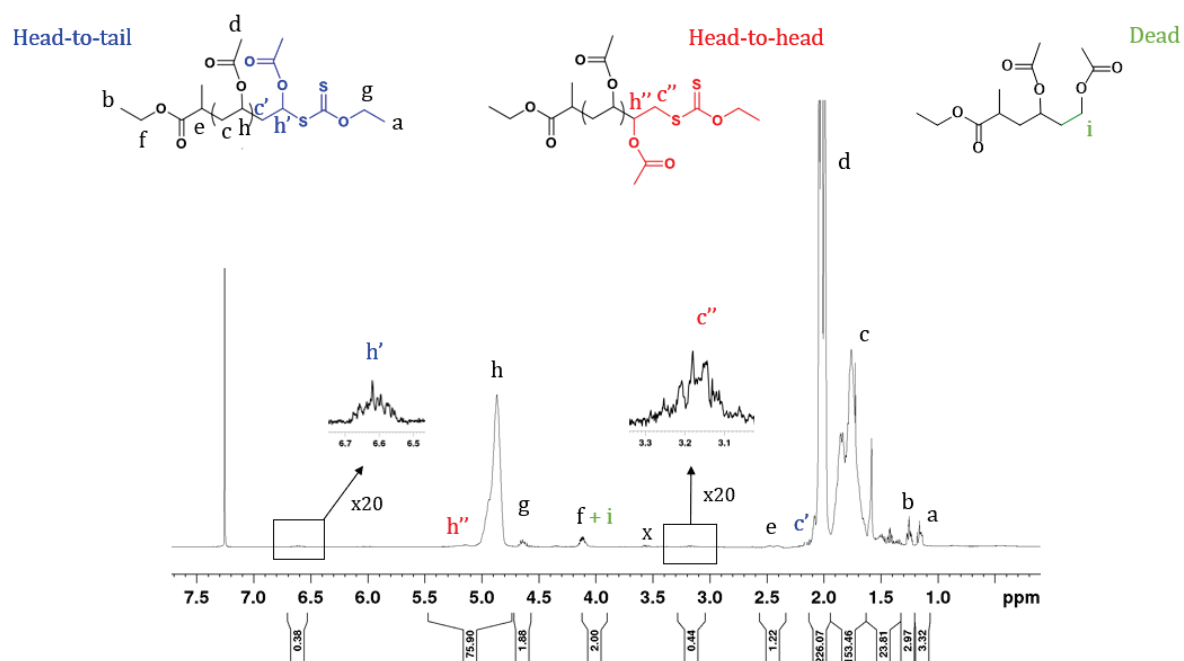 Head-to-tail
Head-to-head
Dead
d
O
O
O
O
b
O
O
f
e
c
h
c’
h’
S
S
O
g
a
O
O
O
O
h’’
c’’
S
S
O
O
O
O
O
O
O
O
O
i
d
h’
6.7 6.6 6.5
x20
c’’
3.3 3.2 3.1
x20
h’’
h
g
f + i
x
e
c’
c
b
a
7.5 7.0 6.5 6.0 5.5 5.0 4.5 4.0 3.5 3.0 2.5 2.0 1.5 1.0 ppm
0.38 75.90 1.88 2.00 0.44 1.22 226.07 153.46 23.81 2.97 3.32